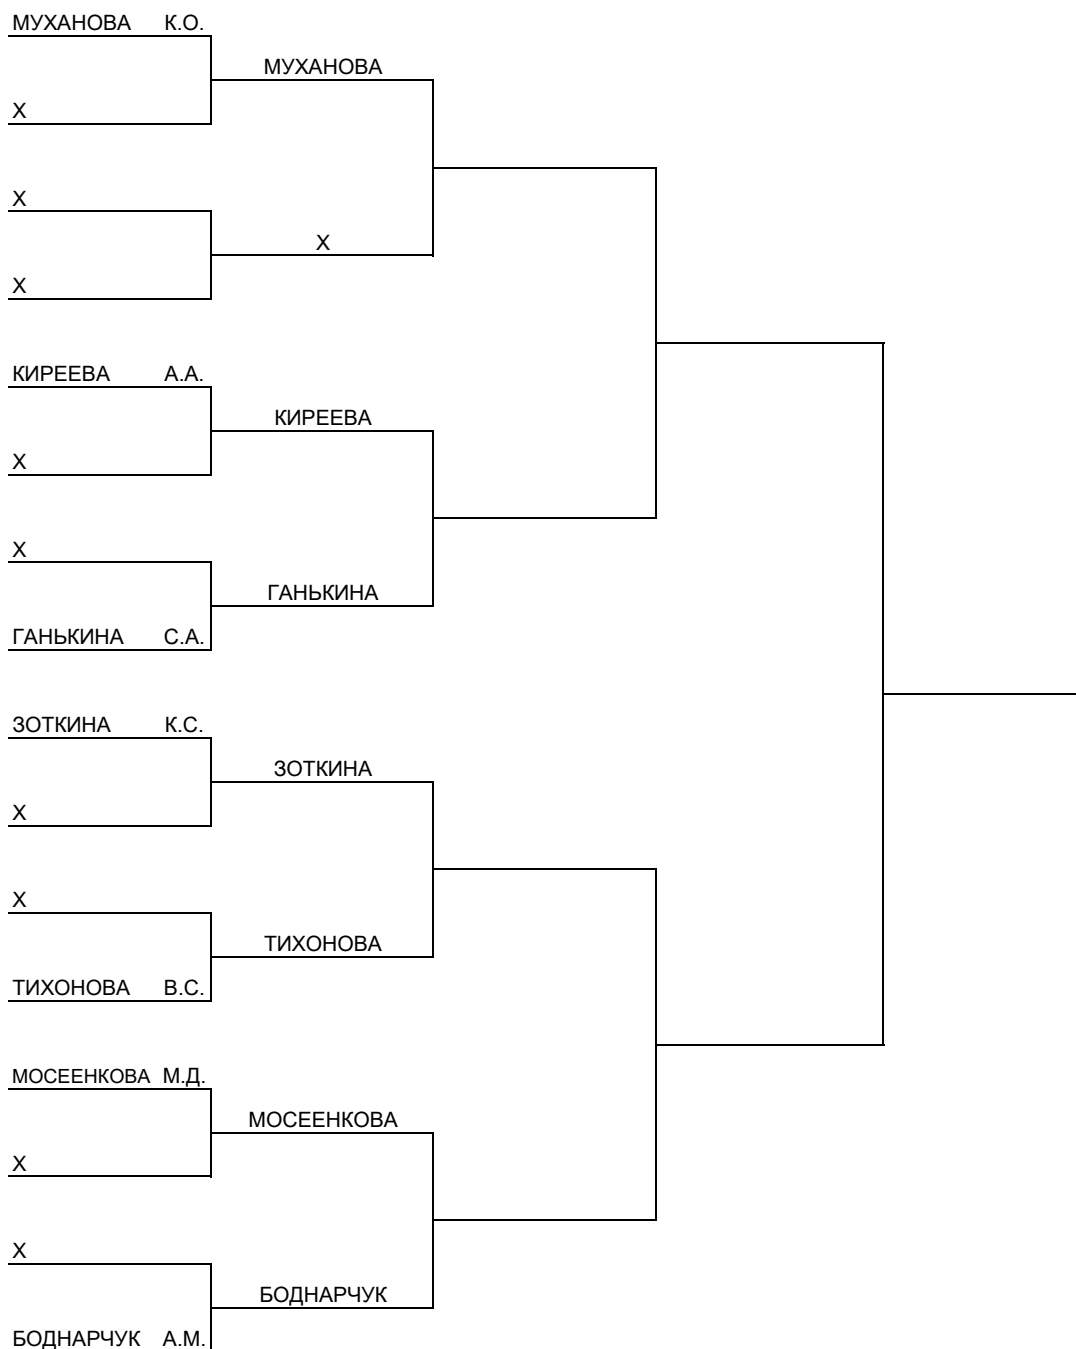 МУХАНОВА К.О.
МУХАНОВА
Х
Х
Х
Х
КИРЕЕВА А.А.
КИРЕЕВА
Х
Х
ГАНЬКИНА
ГАНЬКИНА С.А.
ЗОТКИНА К.С.
ЗОТКИНА
Х
Х
ТИХОНОВА
ТИХОНОВА В.С.
МОСЕЕНКОВА М.Д.
МОСЕЕНКОВА
Х
Х
БОДНАРЧУК
БОДНАРЧУК А.М.